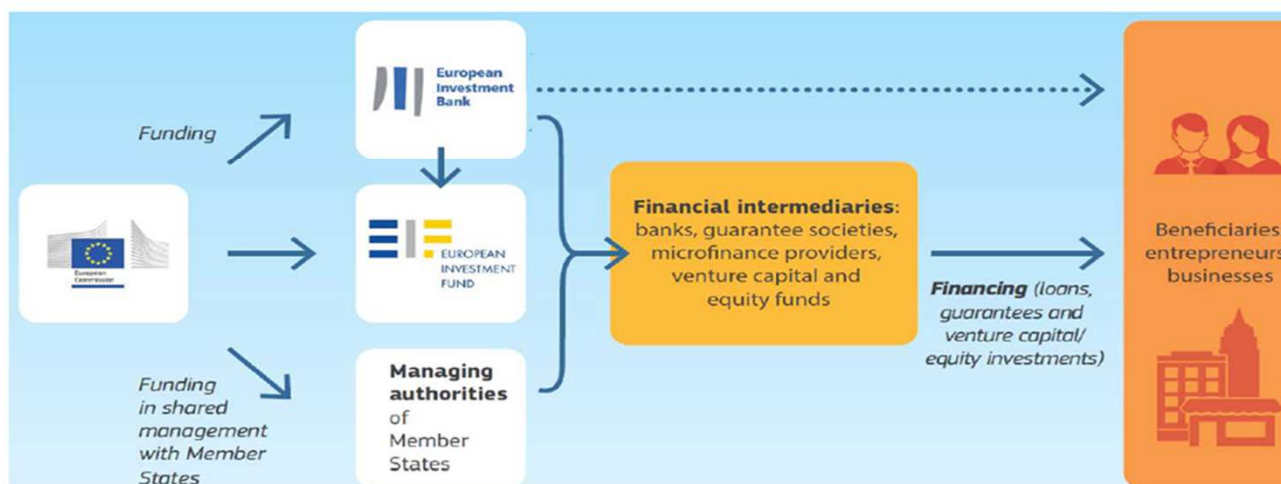 Funding
European
Commission
Funding
in shared
management
with Member
States
European
Investment
Bank
EUROPEAN
INVESTMENT
FUND
Managing
authorities
of
Member
States
Financial intermediaries:
banks, guarantee societies,
microfinance providers,
venture capital and
equity funds
Financing (loans,
guarantees and
venture capital/
equity investments)
Beneficiaries
entrepreneurs
businesses